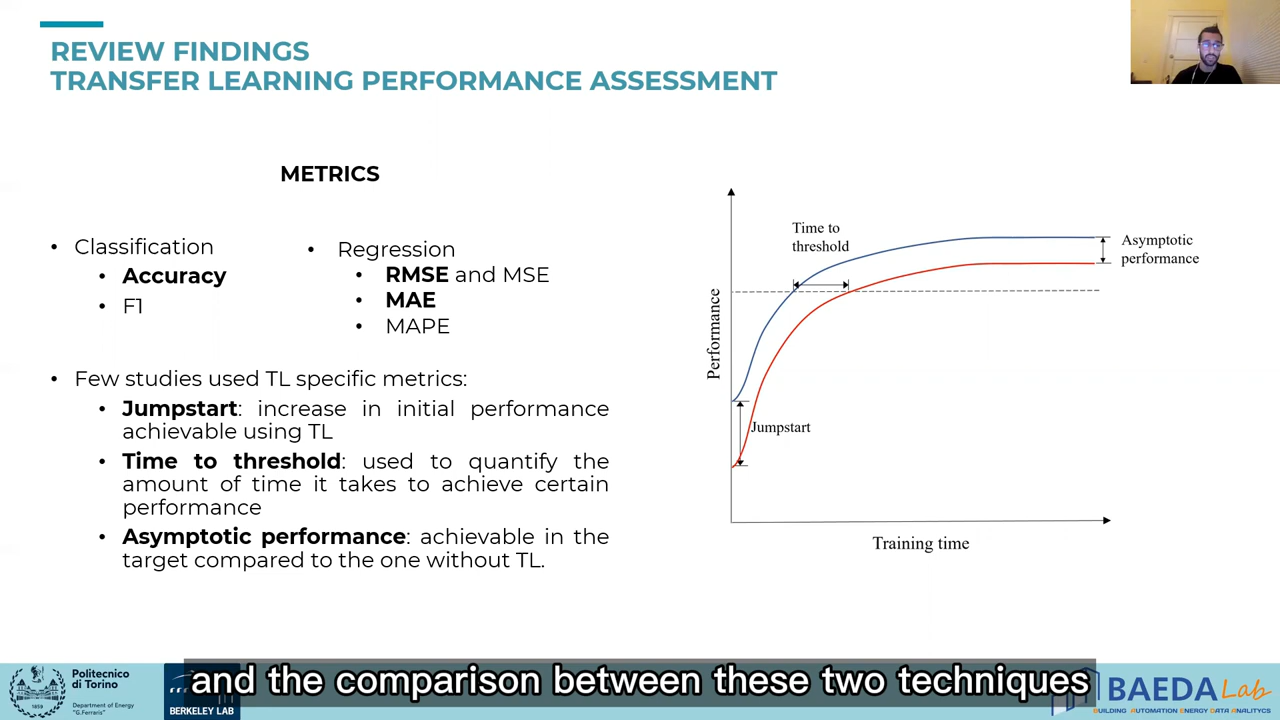 REVIEW FINDINGS
TRANSFER LEARNING PERFORMANCE ASSESSMENT
METRICS
• Classification
• Accuracy
• F1
• Regression
• RMSE and MSE
• MAE
• MAPE
• Few studies used TL specific metrics:
• Jumpstart: increase in initial performance
achievable using TL
• Time to threshold: used to quantify the
amount of time it takes to achieve certain
performance
• Asymptotic performance: achievable in the
target compared to the one without TL.
Time to
threshold
Asymptotic
performance
Performance
Jumpstart
Training time
and the comparison between these two techniques
Politecnico
di Torino
1859
Department of Energy
"G.Ferraris"
BERKELEY LAB
BAEDA Lab
BUILDING AUTOMATION ENERGY DATA ANALITYCS